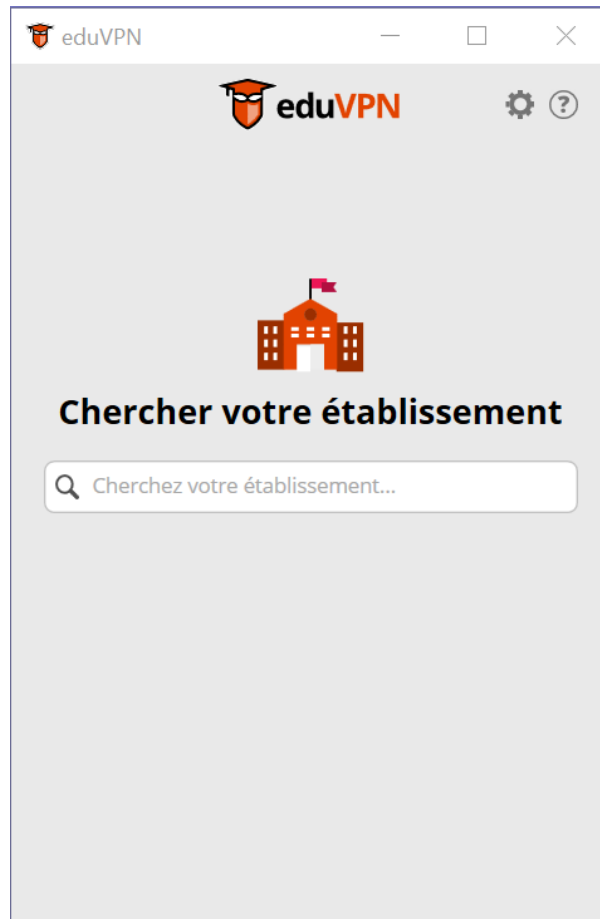 eduVPN
eduVPN
?
Chercher votre établissement
Cherchez votre établissement...